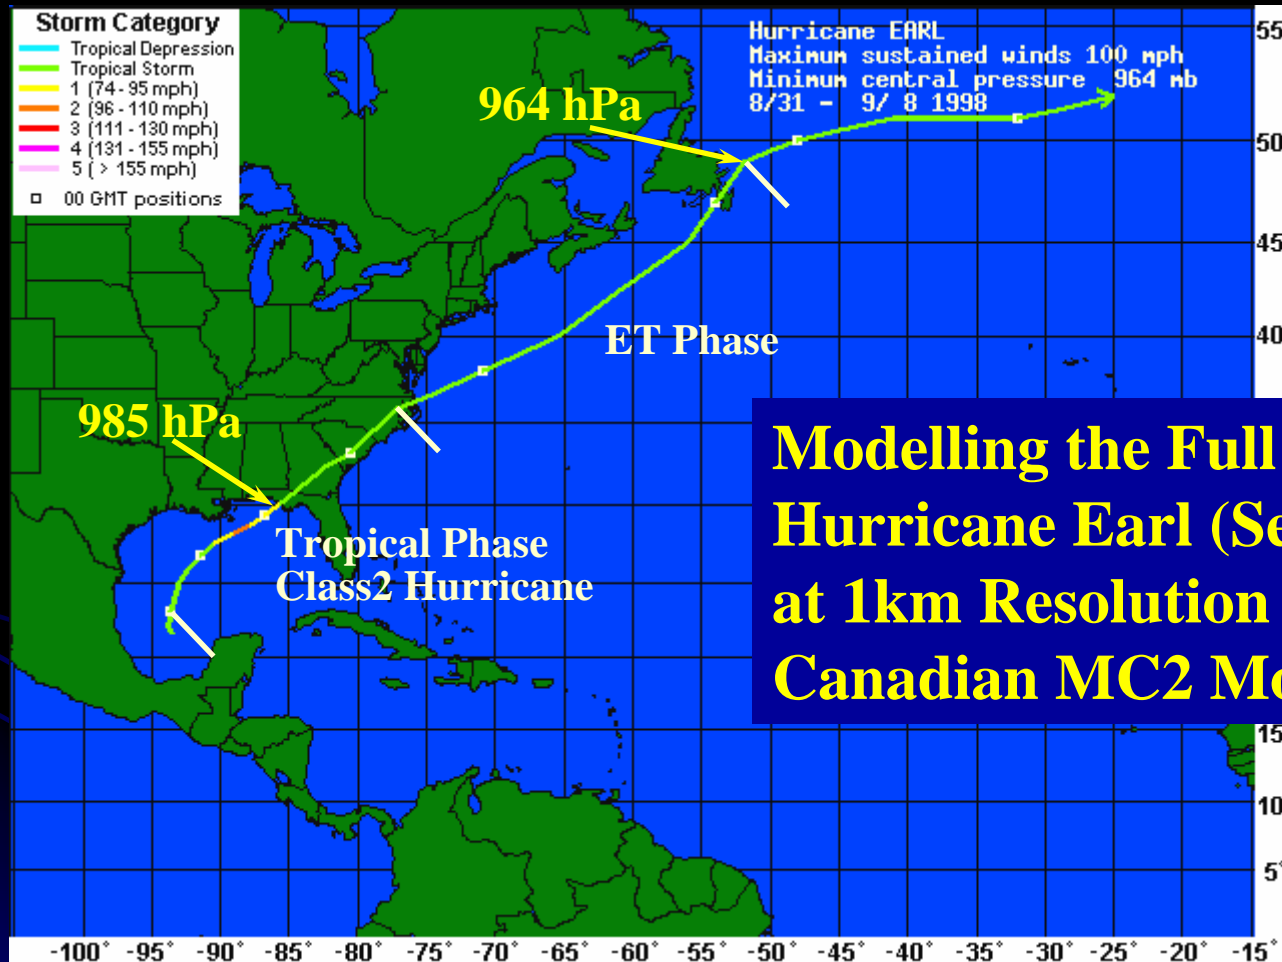 Storm Category
Tropical Depression
Tropical Storm
1 (74-95 mph)
2 (96-110 mph)
3 (111-130 mph)
4 (131-155 mph)
5 ( > 155 mph)
00 GMT positions
Hurricane EARL
Maximum sustained winds 100 mph
Minimum central pressure 964 mb
8/31 - 9/ 8 1998
964 hPa
ET Phase
985 hPa
Tropical Phase
Class2 Hurricane
Modelling the Full
Hurricane Earl (Se
at 1km Resolution
Canadian MC2 Mo
55
50
45
40
15
10
5°
-100° -95° -90° -85° -80° -75° -70° -65° -60° -55° -50° -45° -40° -35° -30° -25° -20° -15°